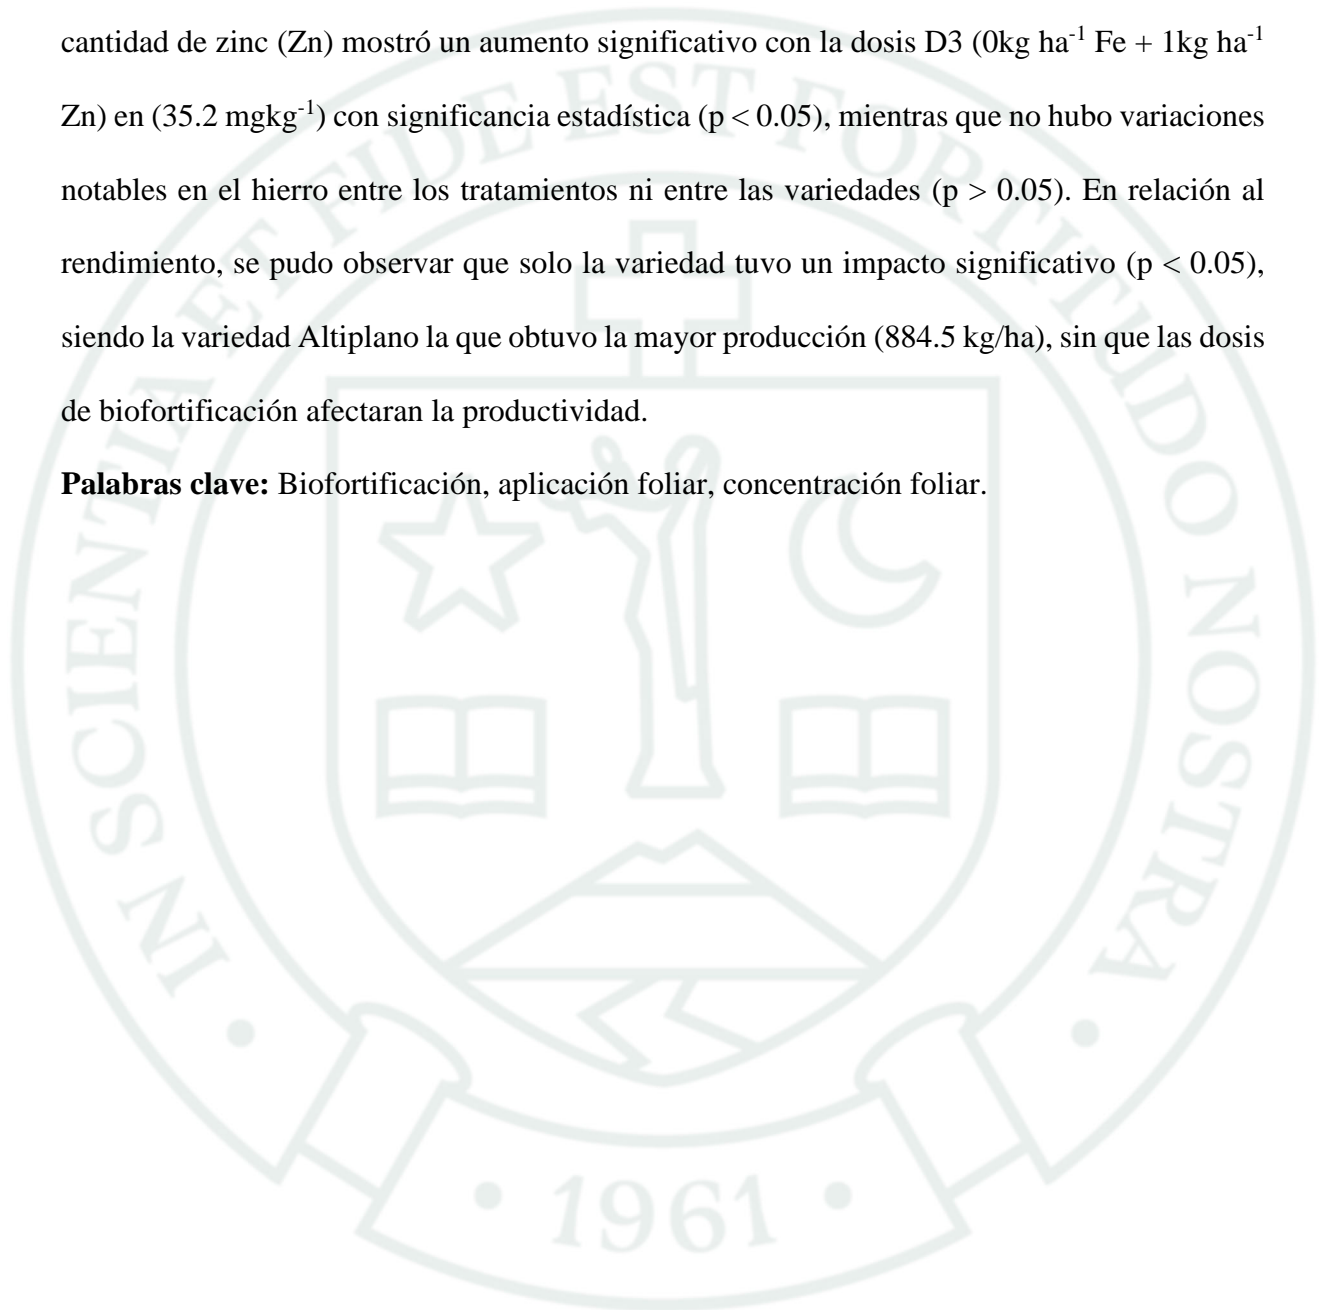 cantidad de zinc (Zn) mostró un aumento significativo con la dosis D3 (0kg ha⁻¹ Fe + 1kg ha⁻¹
Zn) en (35.2 mgkg⁻¹) con significancia estadística (p < 0.05), mientras que no hubo variaciones
notables en el hierro entre los tratamientos ni entre las variedades (p > 0.05). En relación al
rendimiento, se pudo observar que solo la variedad tuvo un impacto significativo (p < 0.05),
siendo la variedad Altiplano la que obtuvo la mayor producción (884.5 kg/ha), sin que las dosis
de biofortificación afectaran la productividad.
Palabras clave: Biofortificación, aplicación foliar, concentración foliar.
IN SCIENTIA ET FIDE EST FORTITUDO NOSTRA
• 1961 •